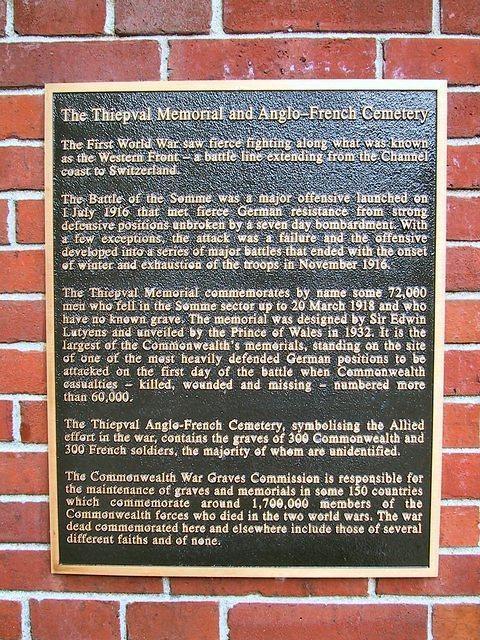 The Thiepval Memorial and Anglo-French Cemetery
The First World War saw fierce fighting along what was known
as the Western Front – a battle line extending from the Channel
coast to Switzerland.
The Battle of the Somme was a major offensive launched on
1 July 1916 that met fierce German resistance from strong
defensive positions unbroken by a seven day bombardment. With
a few exceptions, the attack was a failure and the offensive
developed into a series of major battles that ended with the onset
of winter and exhaustion of the troops in November 1916.
The Thiepval Memorial commemorates by name some 72,000
men who fell in the Somme sector up to 20 March 1918 and who
have no known grave. The memorial was designed by Sir Edwin
Lutyens and unveiled by the Prince of Wales in 1932. It is the
largest of the Commonwealth's memorials, standing on the site
of one of the most heavily defended German positions to be
attacked on the first day of the battle when Commonwealth
casualties – killed, wounded and missing – numbered more
than 60,000.
The Thiepval Anglo-French Cemetery, symbolising the Allied
effort in the war, contains the graves of 300 Commonwealth and
300 French soldiers, the majority of whom are unidentified.
The Commonwealth War Graves Commission is responsible for
the maintenance of graves and memorials in some 150 countries
which commemorate around 1,700,000 members of the
Commonwealth forces who died in the two world wars. The war
dead commemorated here and elsewhere include those of several
different faiths and of none.